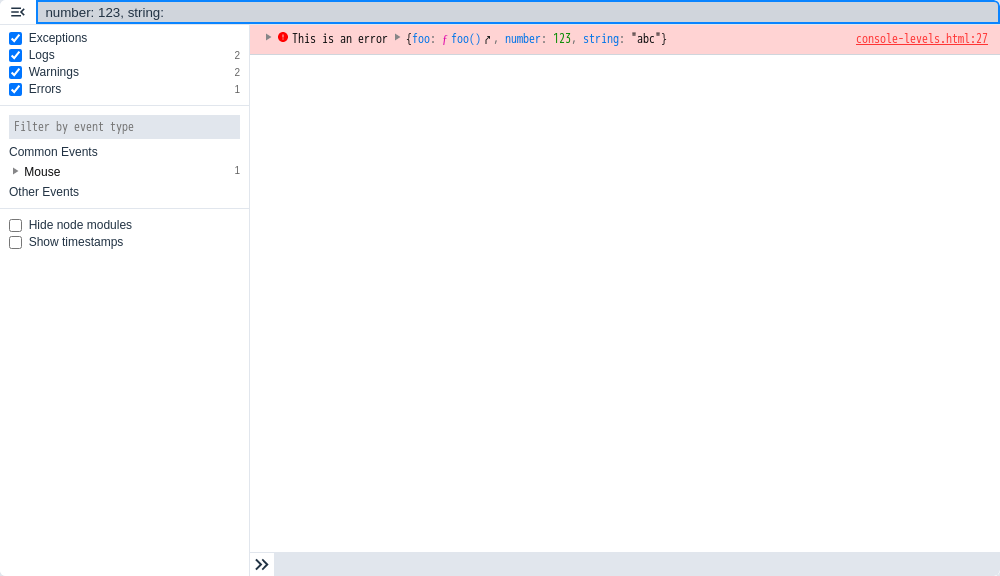 number: 123, string:
Exceptions
Logs 2
Warnings 2
Errors 1
Filter by event type
Common Events
Mouse 1
Other Events
Hide node modules
Show timestamps
This is an error {foo: ƒ foo() , number: 123, string: "abc"} console-levels.html:27